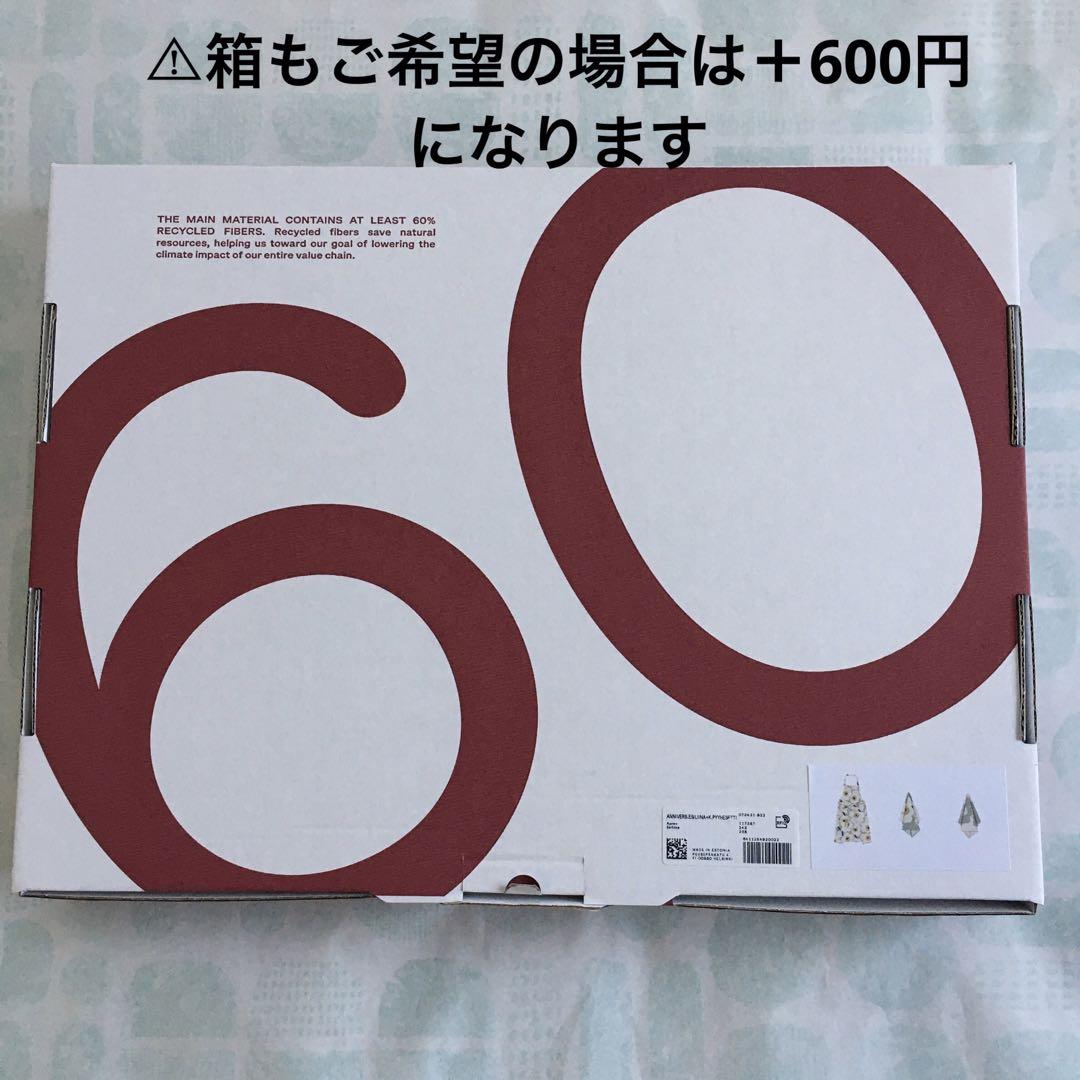 ⚠箱もご希望の場合は＋600円
になります
THE MAIN MATERIAL CONTAINS AT LEAST 60%
RECYCLED FIBERS. Recycled fibers save natural
resources, helping us toward our goal of lowering the
climate impact of our entire value chain.
60
MADE IN ESTONIA